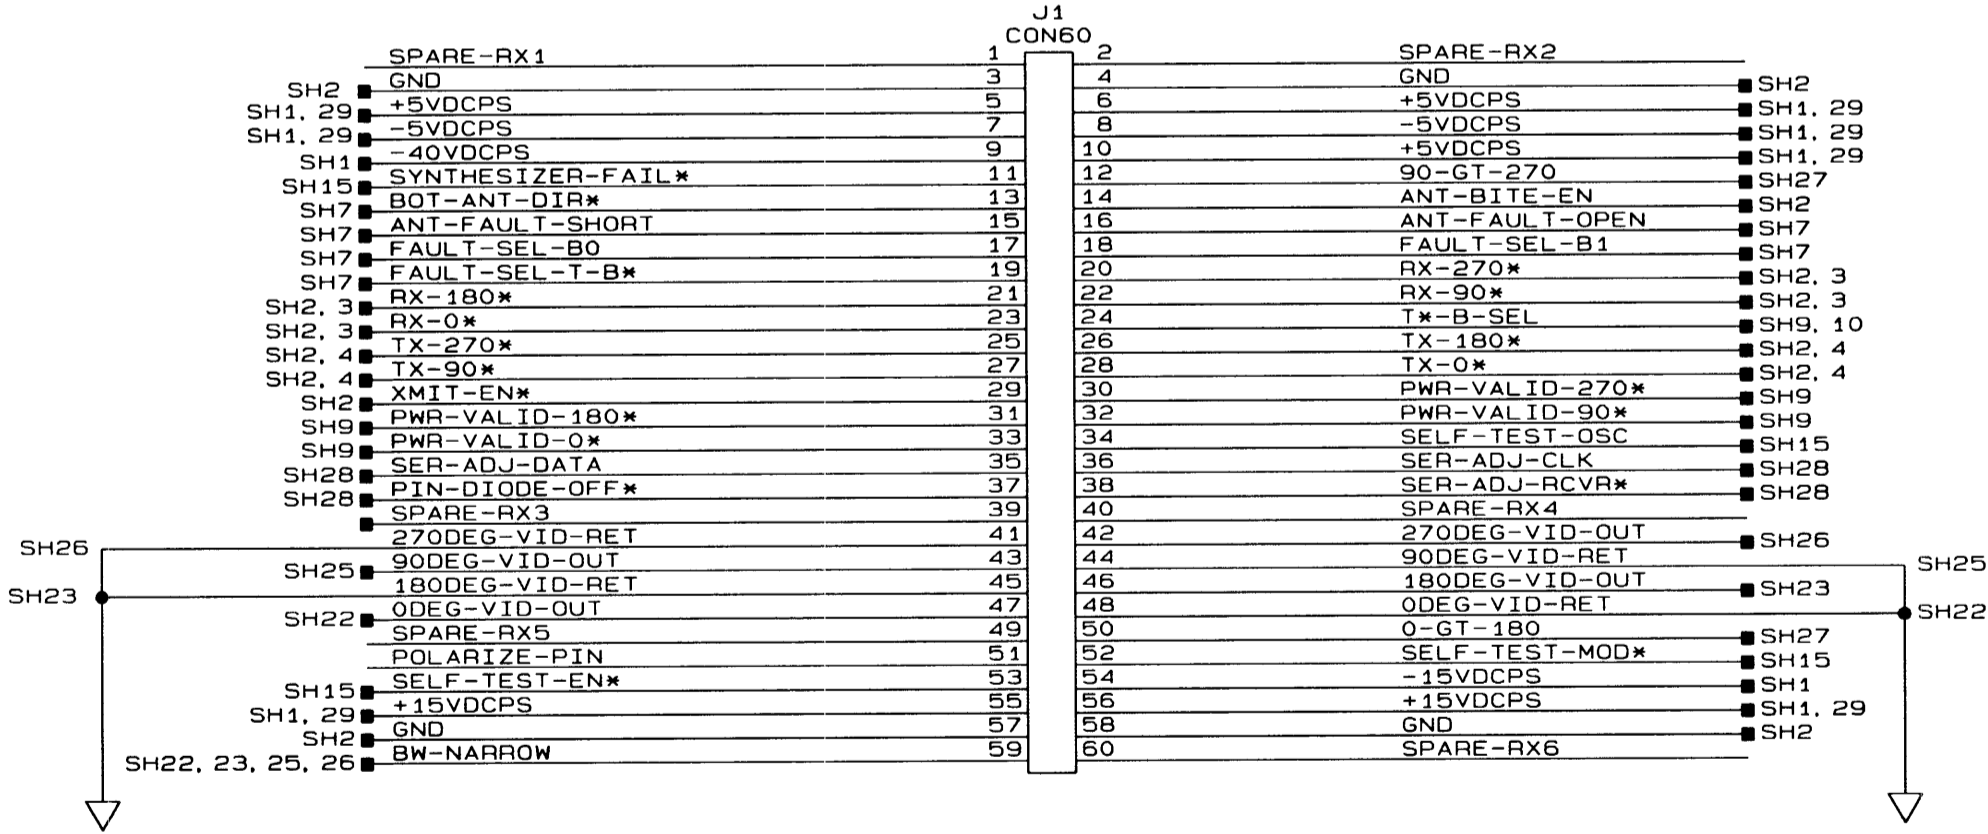 J1
CON60
SPARE-RX1 1 2 SPARE-RX2
SH2 GND 3 4 GND SH2
SH1, 29 +5VDCPS 5 6 +5VDCPS SH1, 29
SH1, 29 -5VDCPS 7 8 -5VDCPS SH1, 29
SH1 -40VDCPS 9 10 +5VDCPS SH1, 29
SH15 SYNTHESIZER-FAIL* 11 12 90-GT-270 SH27
SH7 BOT-ANT-DIR* 13 14 ANT-BITE-EN SH2
SH7 ANT-FAULT-SHORT 15 16 ANT-FAULT-OPEN SH7
SH7 FAULT-SEL-B0 17 18 FAULT-SEL-B1 SH7
SH7 FAULT-SEL-T-B* 19 20 RX-270* SH2, 3
SH2, 3 RX-180* 21 22 RX-90* SH2, 3
SH2, 3 RX-0* 23 24 T*-B-SEL SH9, 10
SH2, 4 TX-270* 25 26 TX-180* SH2, 4
SH2, 4 TX-90* 27 28 TX-0* SH2, 4
SH2 XMIT-EN* 29 30 PWR-VALID-270* SH9
SH9 PWR-VALID-180* 31 32 PWR-VALID-90* SH9
SH9 PWR-VALID-0* 33 34 SELF-TEST-OSC SH15
SH28 SER-ADJ-DATA 35 36 SER-ADJ-CLK SH28
SH28 PIN-DIODE-OFF* 37 38 SER-ADJ-RCVR* SH28
SPARE-RX3 39 40 SPARE-RX4
SH26 270DEG-VID-RET 41 42 270DEG-VID-OUT SH26
SH25 90DEG-VID-OUT 43 44 90DEG-VID-RET SH25
SH23 180DEG-VID-RET 45 46 180DEG-VID-OUT SH23
SH22 0DEG-VID-OUT 47 48 0DEG-VID-RET SH22
SPARE-RX5 49 50 0-GT-180 SH27
POLARIZE-PIN 51 52 SELF-TEST-MOD* SH15
SH15 SELF-TEST-EN* 53 54 -15VDCPS SH1
SH1, 29 +15VDCPS 55 56 +15VDCPS SH1, 29
SH2 GND 57 58 GND SH2
SH22, 23, 25, 26 BW-NARROW 59 60 SPARE-RX6